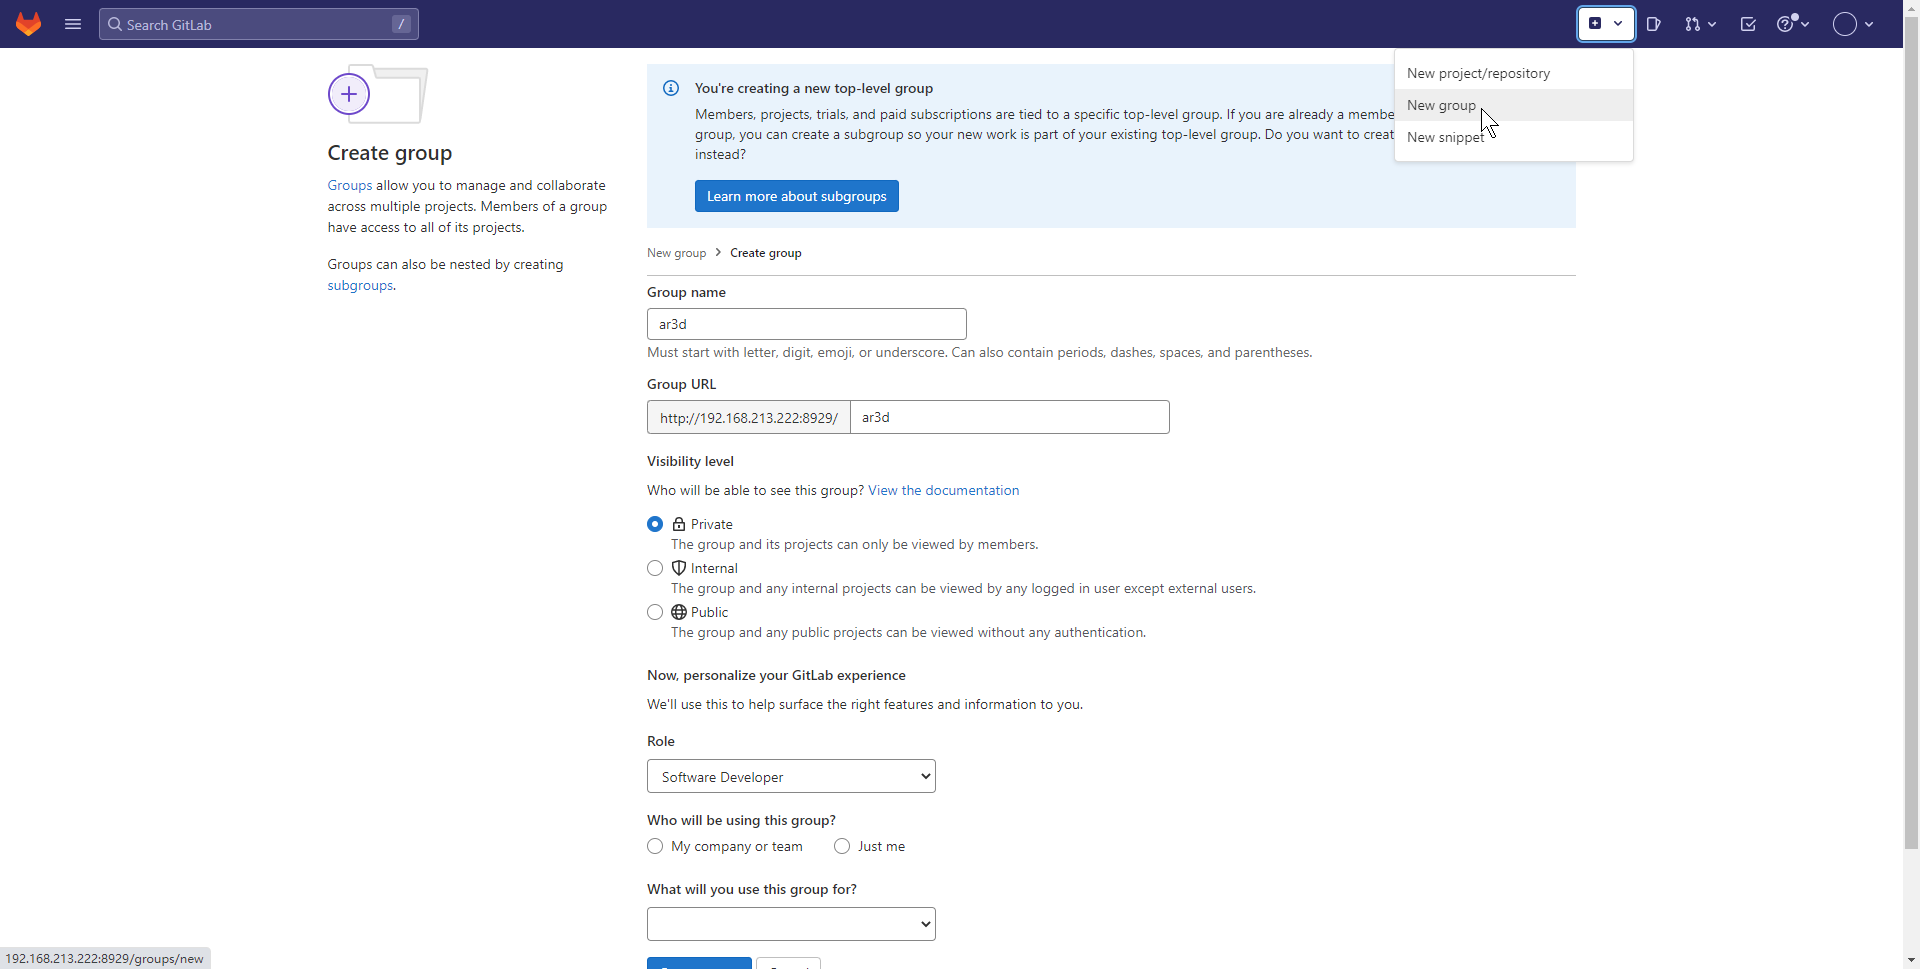 Search GitLab /
New project/repository
New group
New snippet
Create group
Groups allow you to manage and collaborate
across multiple projects. Members of a group
have access to all of its projects.
Groups can also be nested by creating
subgroups.
You're creating a new top-level group
Members, projects, trials, and paid subscriptions are tied to a specific top-level group. If you are already a membe
group, you can create a subgroup so your new work is part of your existing top-level group. Do you want to creat
instead?
Learn more about subgroups
New group > Create group
Group name
ar3d
Must start with letter, digit, emoji, or underscore. Can also contain periods, dashes, spaces, and parentheses.
Group URL
http://192.168.213.222:8929/ ar3d
Visibility level
Who will be able to see this group? View the documentation
Private
The group and its projects can only be viewed by members.
Internal
The group and any internal projects can be viewed by any logged in user except external users.
Public
The group and any public projects can be viewed without any authentication.
Now, personalize your GitLab experience
We'll use this to help surface the right features and information to you.
Role
Software Developer
Who will be using this group?
My company or team Just me
What will you use this group for?
192.168.213.222:8929/groups/new